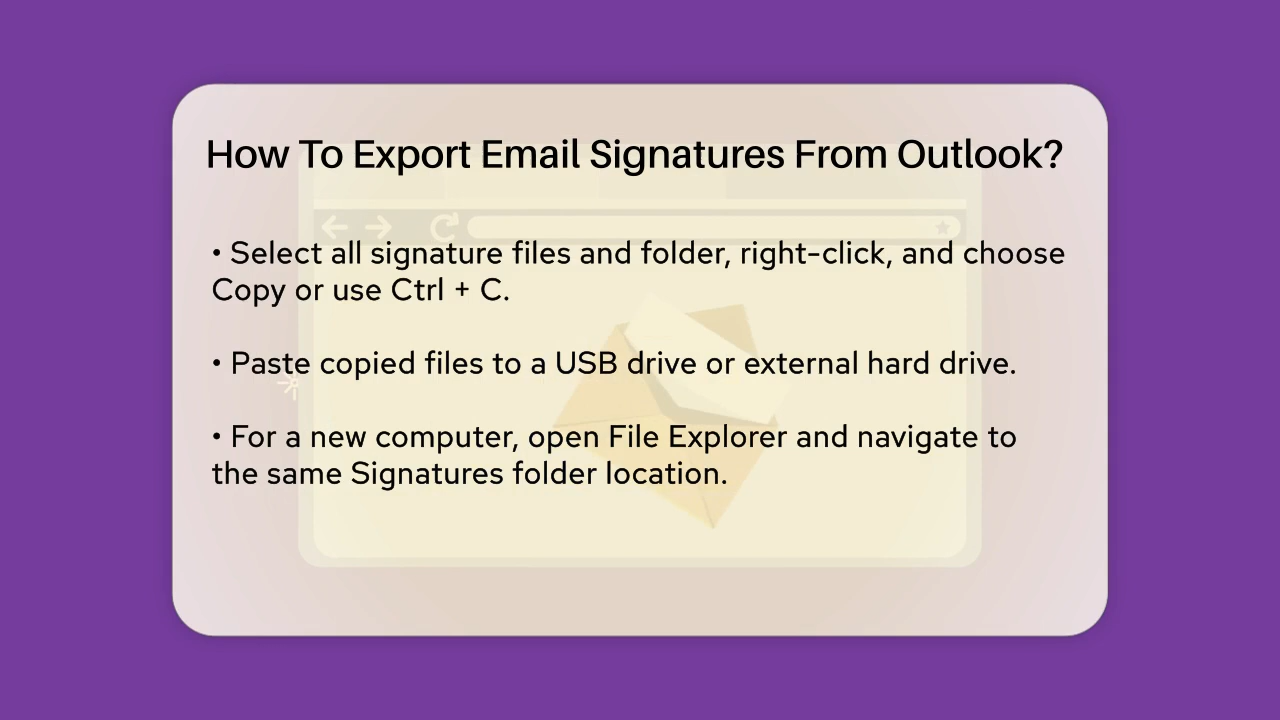 How To Export Email Signatures From Outlook?
• Select all signature files and folder, right-click, and choose
Copy or use Ctrl + C.
• Paste copied files to a USB drive or external hard drive.
• For a new computer, open File Explorer and navigate to
the same Signatures folder location.